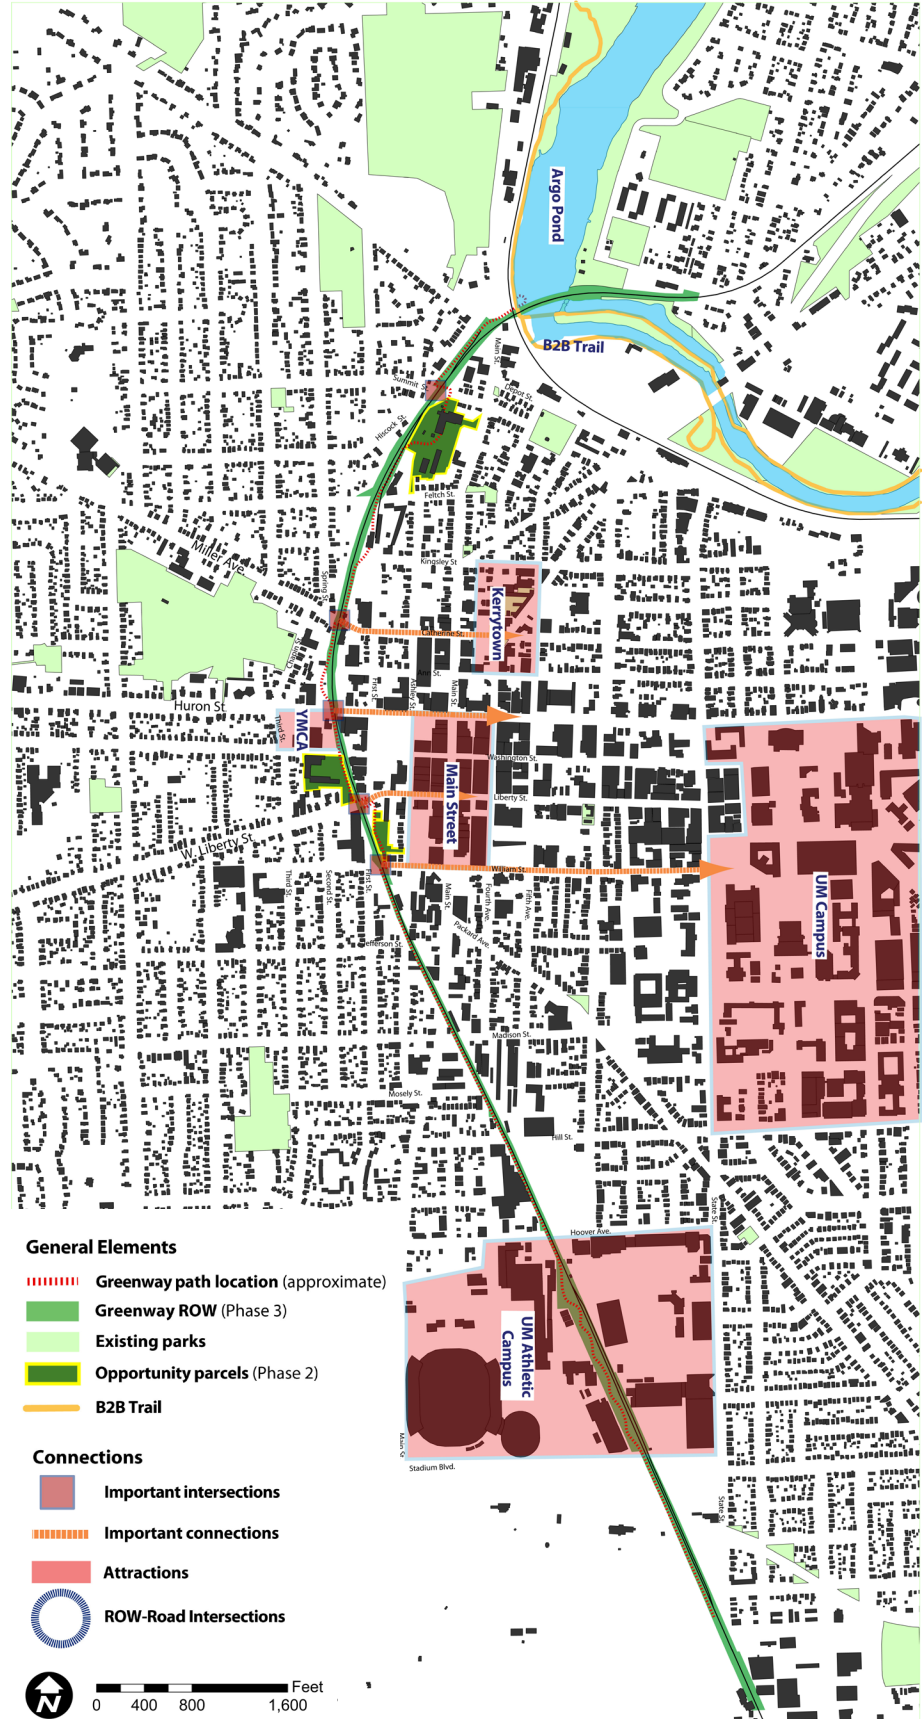 Argo Pond
B2B Trail
Main St.
Summit St.
Depot St.
Hiscock St.
Feltch St.
Miller Ave.
Kingsley St
Spring St.
Kerrytown
Catherine St.
Chapin St.
Ann St.
First St.
Ashley St.
Main St.
Huron St.
Third St.
YMCA
Washington St.
Main Street
Liberty St.
W. Liberty St.
William St.
Third St.
Second St.
First St.
Main St.
Fourth Ave.
Fifth Ave.
UM Campus
Packard Ave.
Jefferson St.
Madison St.
Mosely St.
Hill St.
State St.
Hoover Ave.
UM Athletic
Campus
Main St
Stadium Blvd.
State St.
General Elements
Greenway path location (approximate)
Greenway ROW (Phase 3)
Existing parks
Opportunity parcels (Phase 2)
B2B Trail
Connections
Important intersections
Important connections
Attractions
ROW-Road Intersections
N
Feet
0 400 800 1,600